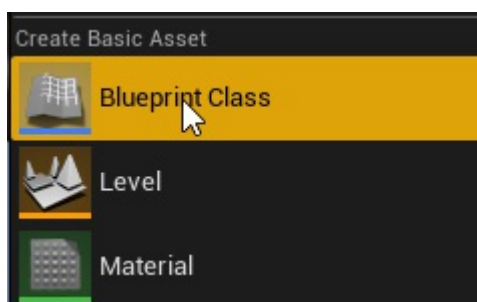 Create Basic Asset
Blueprint Class
Level
Material